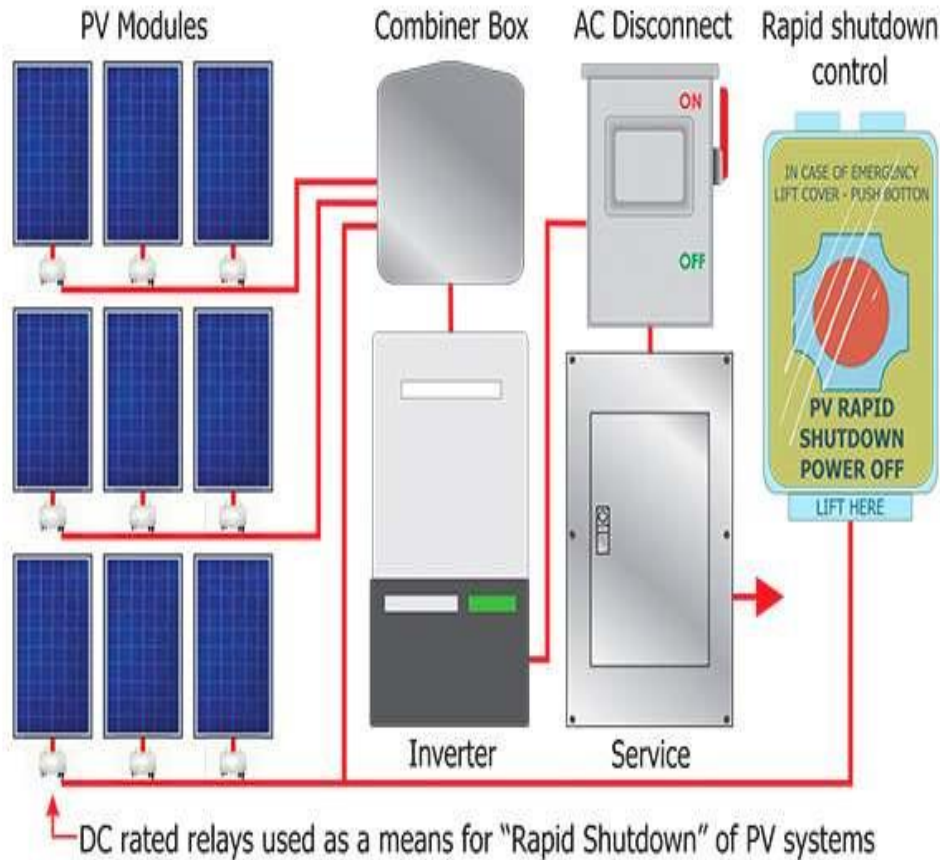 PV Modules
Combiner Box
AC Disconnect
Rapid shutdown
control
ON
OFF
IN CASE OF EMERGENCY
LIFT COVER - PUSH BOTTON
PV RAPID
SHUTDOWN
POWER OFF
LIFT HERE
Inverter
Service
DC rated relays used as a means for “Rapid Shutdown” of PV systems